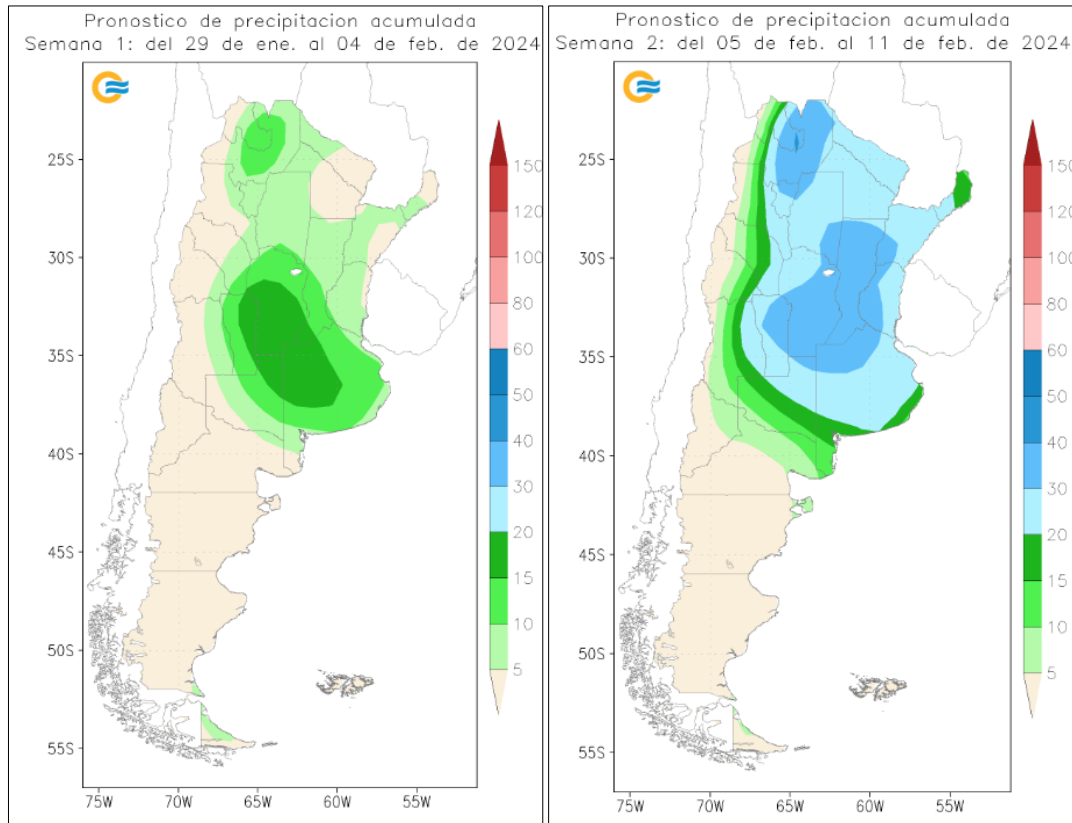 Pronostico de precipitacion acumulada
Semana 1: del 29 de ene. al 04 de feb. de 2024
25S
30S
35S
40S
45S
50S
55S
75W 70W 65W 60W 55W
150
120
100
80
60
50
40
30
20
15
10
5
Pronostico de precipitacion acumulada
Semana 2: del 05 de feb. al 11 de feb. de 2024
25S
30S
35S
40S
45S
50S
55S
75W 70W 65W 60W 55W
150
120
100
80
60
50
40
30
20
15
10
5